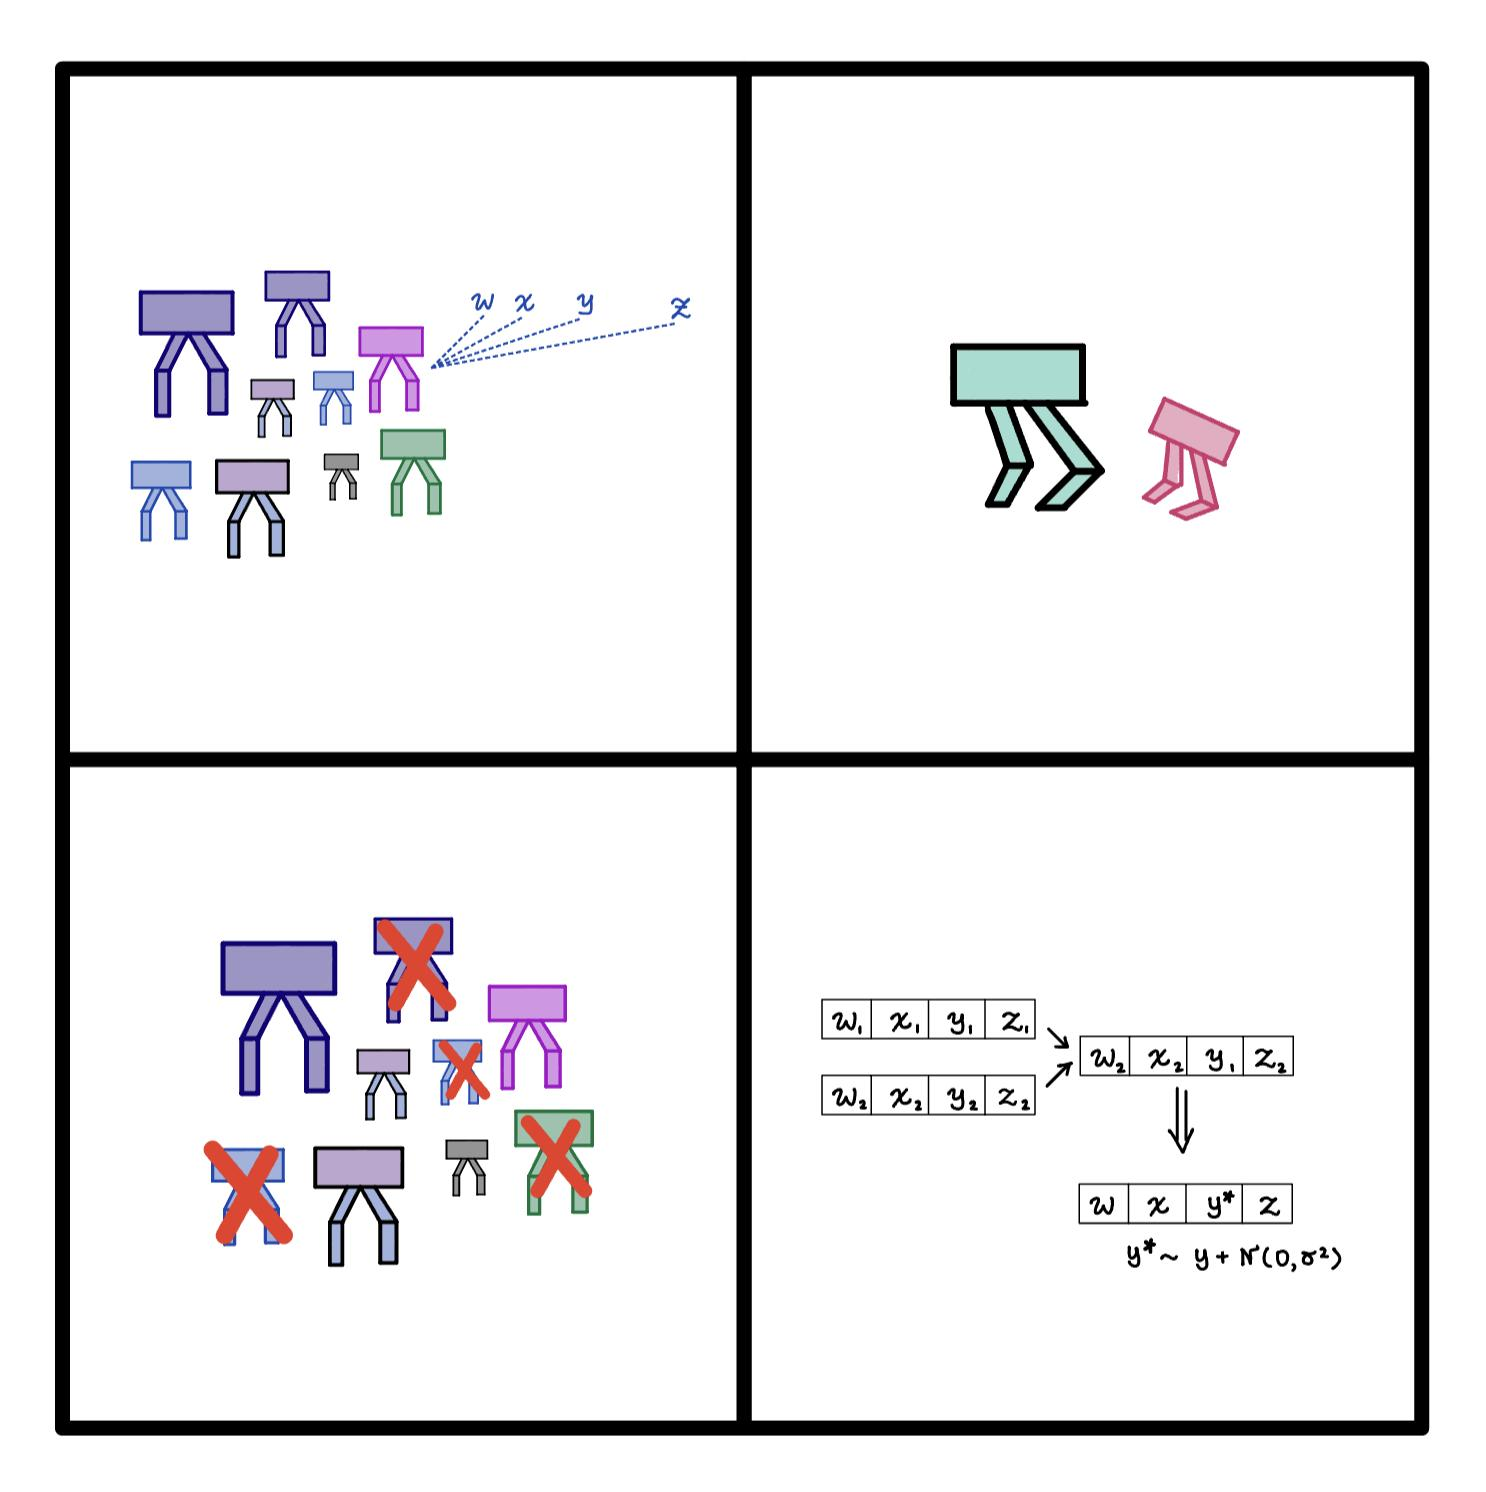 w x y z
w₁ x₁ y₁ z₁
w₂ x₂ y₁ z₂
w₂ x₂ y₂ z₂
w x y* z
y* ~ y + N(0, σ²)